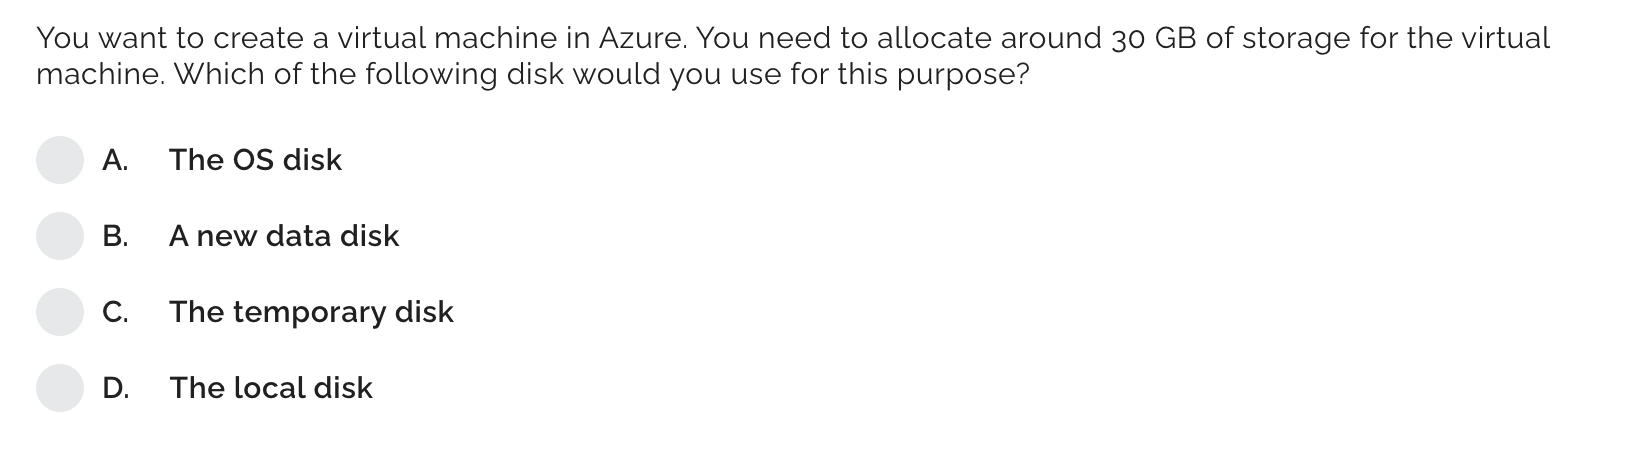 You want to create a virtual machine in Azure. You need to allocate around 30 GB of storage for the virtual
machine. Which of the following disk would you use for this purpose?
A. The OS disk
B. A new data disk
C. The temporary disk
D. The local disk